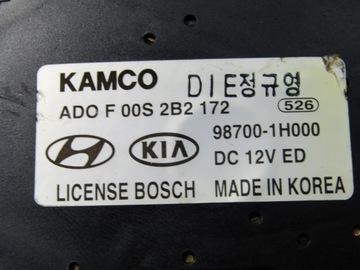 KAMCO DIE정규영
ADO F 00S 2B2 172 526
98700-1H000
KIA DC 12V ED
LICENSE BOSCH MADE IN KOREA